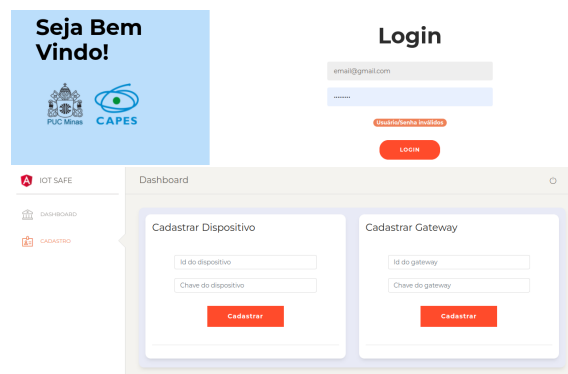 Seja Bem
Vindo!
PUC Minas
CAPES
Login
email@gmail.com
........
Usuário/Senha inválidos
LOGIN
IOT SAFE
Dashboard
DASHBOARD
CADASTRO
Cadastrar Dispositivo
Id do dispositivo
Chave do dispositivo
Cadastrar
Cadastrar Gateway
Id do gateway
Chave do gateway
Cadastrar